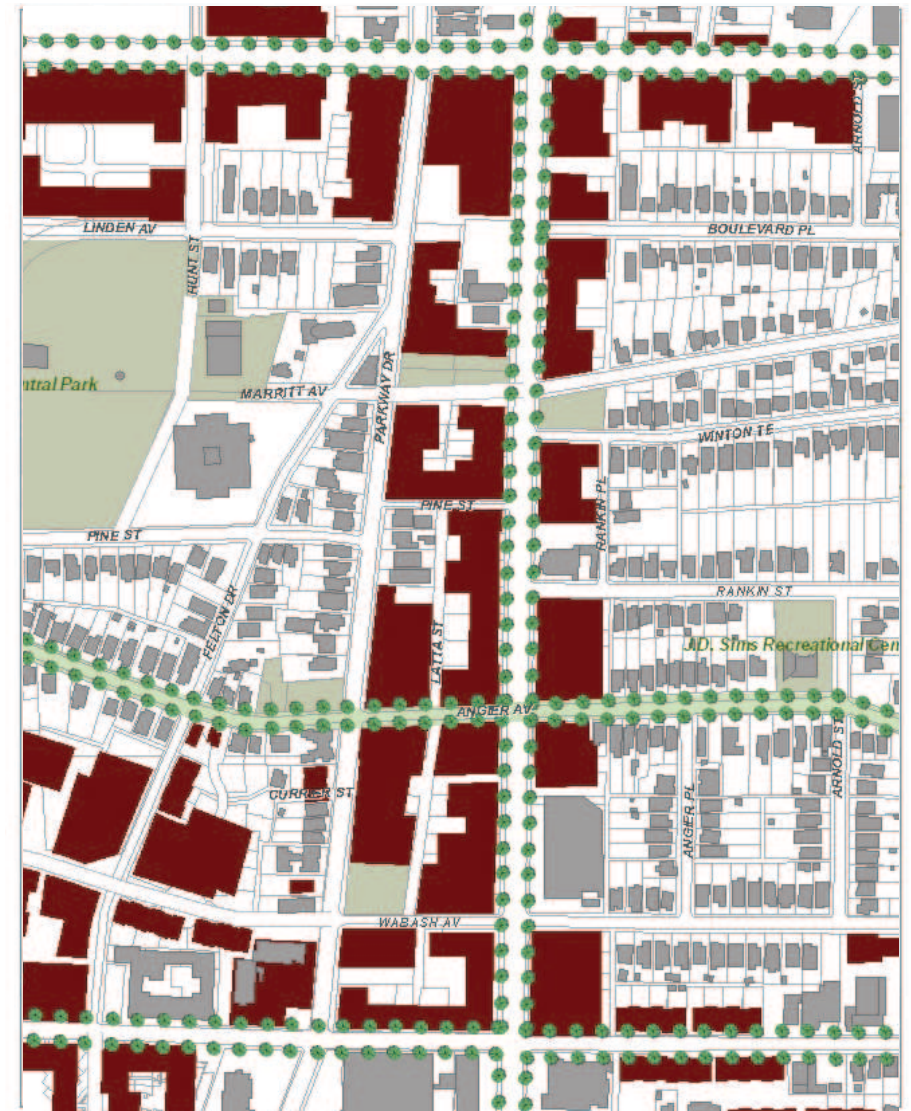 ARNOLD ST
LINDEN AV
BOULEVARD PL
HUNT ST
ntral Park
MARRITT AV
PARKWAY DR
WINTON TE
PINE ST
RANKIN PL
PINE ST
RANKIN ST
FELTON DR
LATTA ST
J.D. Sims Recreational Cen
ANGIER AV
ARNOLD ST
CURRIER ST
ANGIER PL
WABASH AV